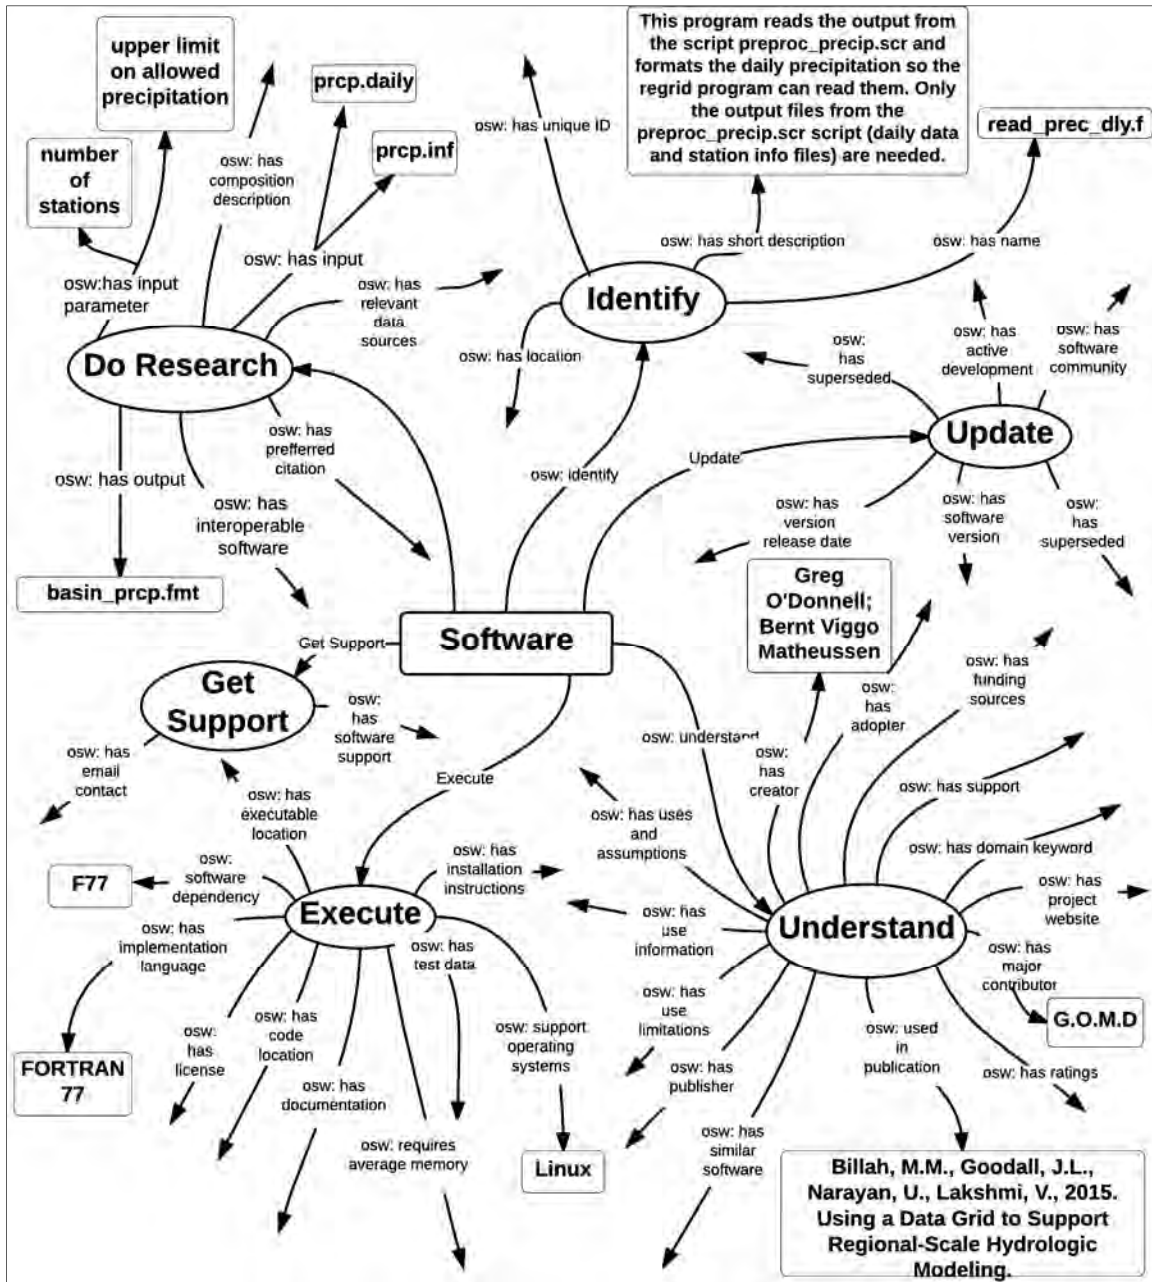 upper limit
on allowed
precipitation
prcp.daily
This program reads the output from
the script preproc_precip.scr and
formats the daily precipitation so the
regrid program can read them. Only
the output files from the
preproc_precip.scr script (daily data
and station info files) are needed.
read_prec_dly.f
osw: has unique ID
number
of
stations
osw: has
composition
description
prcp.inf
osw: has short description
osw: has name
osw:has input
parameter
osw: has input
osw: has
relevant
data
sources
Identify
osw: has location
Do Research
osw:
has
superseded
osw: has
active
development
osw: has
software
community
Update
osw: has
prefferred
citation
osw: has output
osw: has
interoperable
software
osw: identify
Update
osw: has
version
release date
osw: has
software
version
osw:
has
superseded
basin_prcp.fmt
Software
Greg
O'Donnell;
Bernt Viggo
Matheussen
Get Support
Get
Support
osw:
has
software
support
osw: has
email
contact
osw: has
executable
location
Execute
osw: understand
osw:
has
creator
osw:
has
adopter
osw: has
funding
sources
osw: has support
osw: has uses
and
assumptions
osw: has domain keyword
F77
osw:
software
dependency
osw: has
installation
instructions
Execute
osw: has
implementation
language
osw: has
test data
osw: has
use
information
Understand
osw: has
project
website
osw: has
major
contributor
G.O.M.D
FORTRAN
77
osw:
has
license
osw: has
code
location
osw: has
documentation
osw: requires
average memory
osw: support
operating
systems
Linux
osw: has
use
limitations
osw: has
publisher
osw: has
similar
software
osw: used
in
publication
osw: has ratings
Billah, M.M., Goodall, J.L.,
Narayan, U., Lakshmi, V., 2015.
Using a Data Grid to Support
Regional-Scale Hydrologic
Modeling.